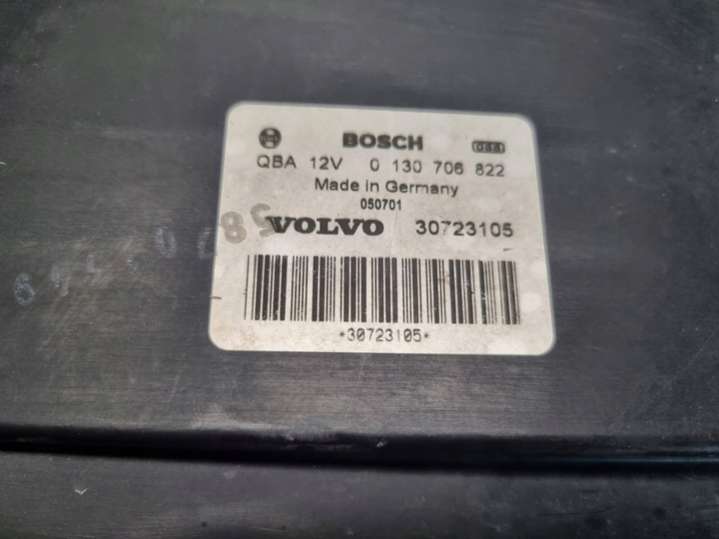 BOSCH
QBA 12V 0 130 706 822
Made in Germany
050701
VOLVO 30723105
*30723105*